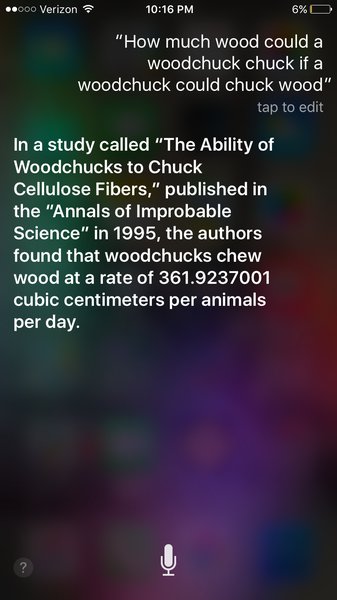 Verizon 10:16 PM 6%
“How much wood could a
woodchuck chuck if a
woodchuck could chuck wood”
tap to edit
In a study called “The Ability of
Woodchucks to Chuck
Cellulose Fibers,” published in
the “Annals of Improbable
Science” in 1995, the authors
found that woodchucks chew
wood at a rate of 361.9237001
cubic centimeters per animals
per day.
?